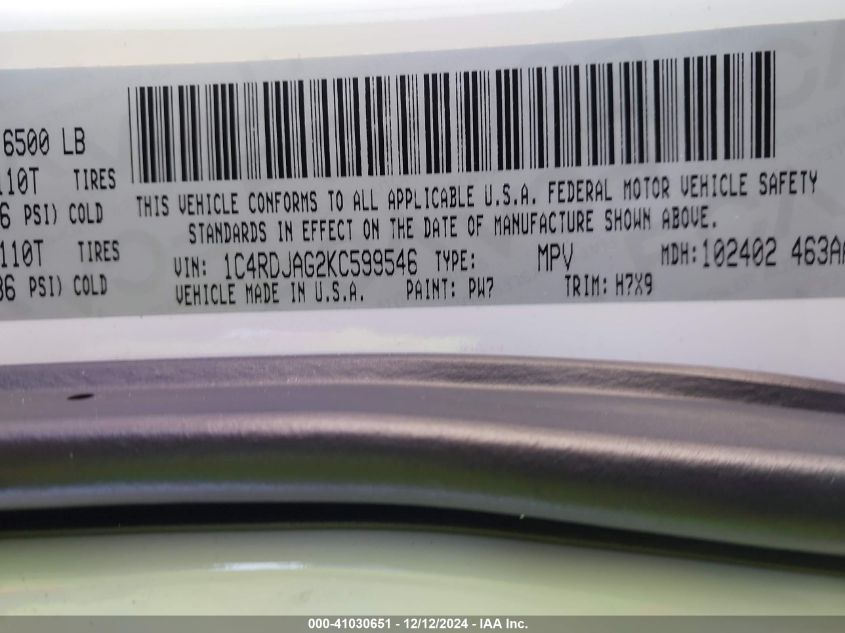 6500 LB
110T TIRES
6 PSI) COLD
110T TIRES
36 PSI) COLD
THIS VEHICLE CONFORMS TO ALL APPLICABLE U.S.A. FEDERAL MOTOR VEHICLE SAFETY
STANDARDS IN EFFECT ON THE DATE OF MANUFACTURE SHOWN ABOVE.
VIN: 1C4RDJAG2KC599546 TYPE: MPV MDH:102402 463AA
VEHICLE MADE IN U.S.A. PAINT: PW7 TRIM: H7X9
000-41030651 - 12/12/2024 - IAA Inc.